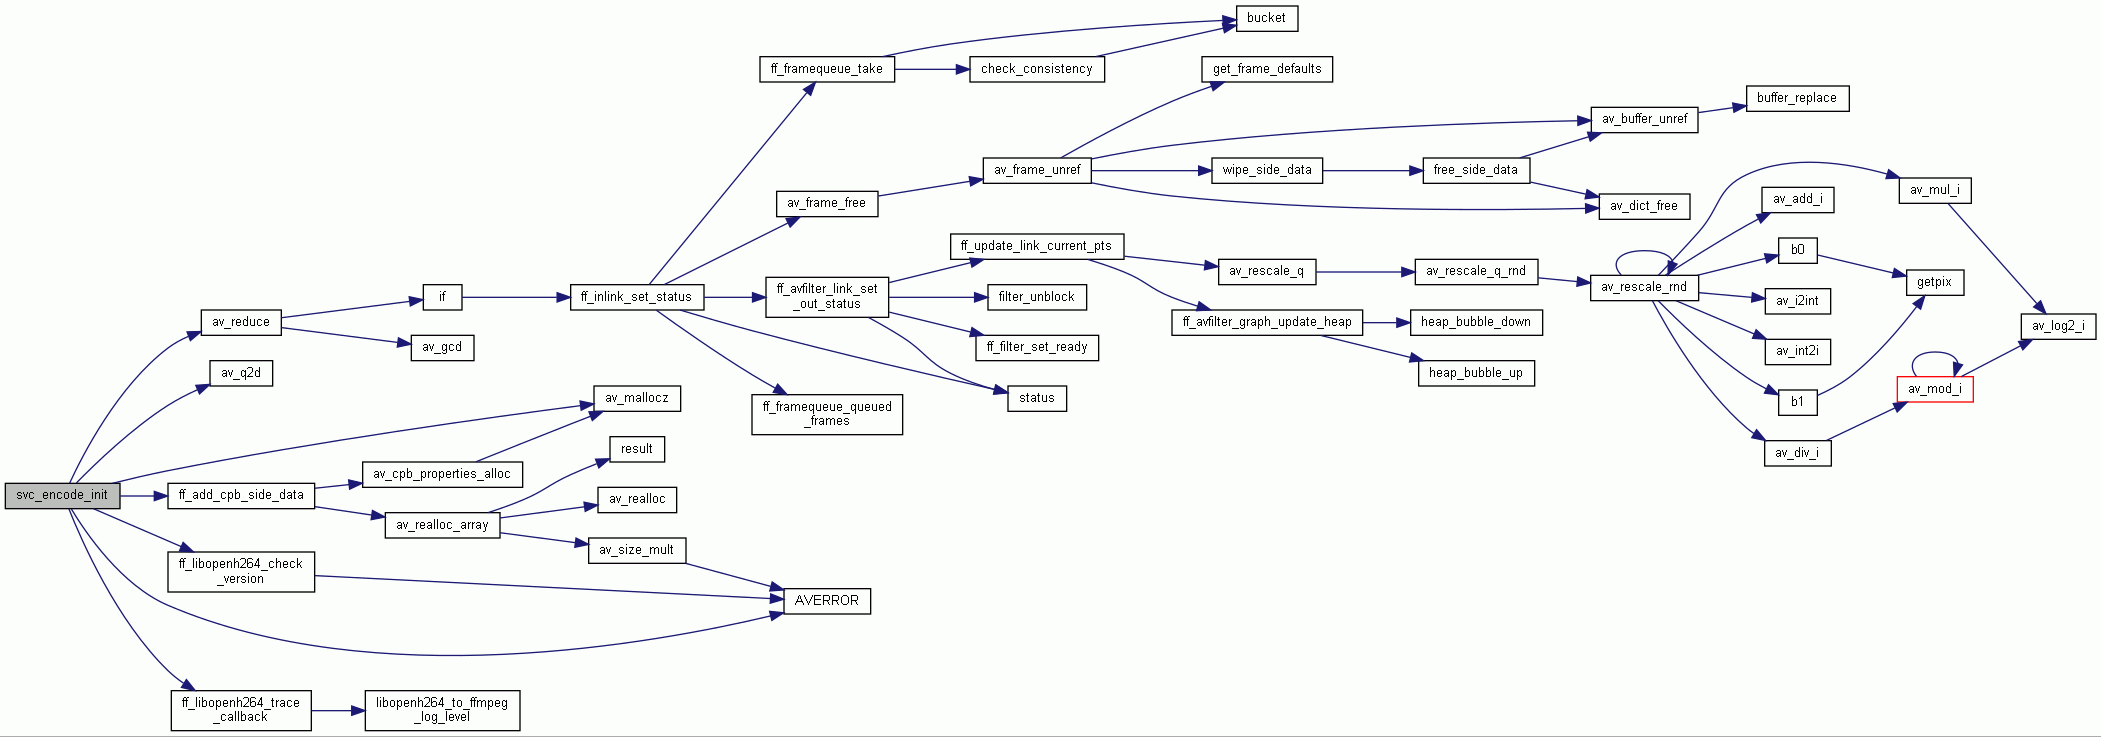 bucket
ff_framequeue_take
check_consistency
get_frame_defaults
buffer_replace
av_buffer_unref
av_frame_unref
wipe_side_data
free_side_data
av_mul_i
av_frame_free
av_dict_free
av_add_i
ff_update_link_current_pts
b0
av_rescale_q
av_rescale_q_rnd
getpix
av_rescale_rnd
if
ff_inlink_set_status
ff_avfilter_link_set
_out_status
filter_unblock
av_i2int
av_reduce
ff_avfilter_graph_update_heap
heap_bubble_down
av_log2_i
av_gcd
ff_filter_set_ready
av_int2i
av_q2d
heap_bubble_up
av_mod_i
av_mallocz
status
b1
ff_framequeue_queued
_frames
result
av_div_i
av_cpb_properties_alloc
svc_encode_init
ff_add_cpb_side_data
av_realloc
av_realloc_array
av_size_mult
ff_libopenh264_check
_version
AVERROR
ff_libopenh264_trace
_callback
libopenh264_to_ffmpeg
_log_level